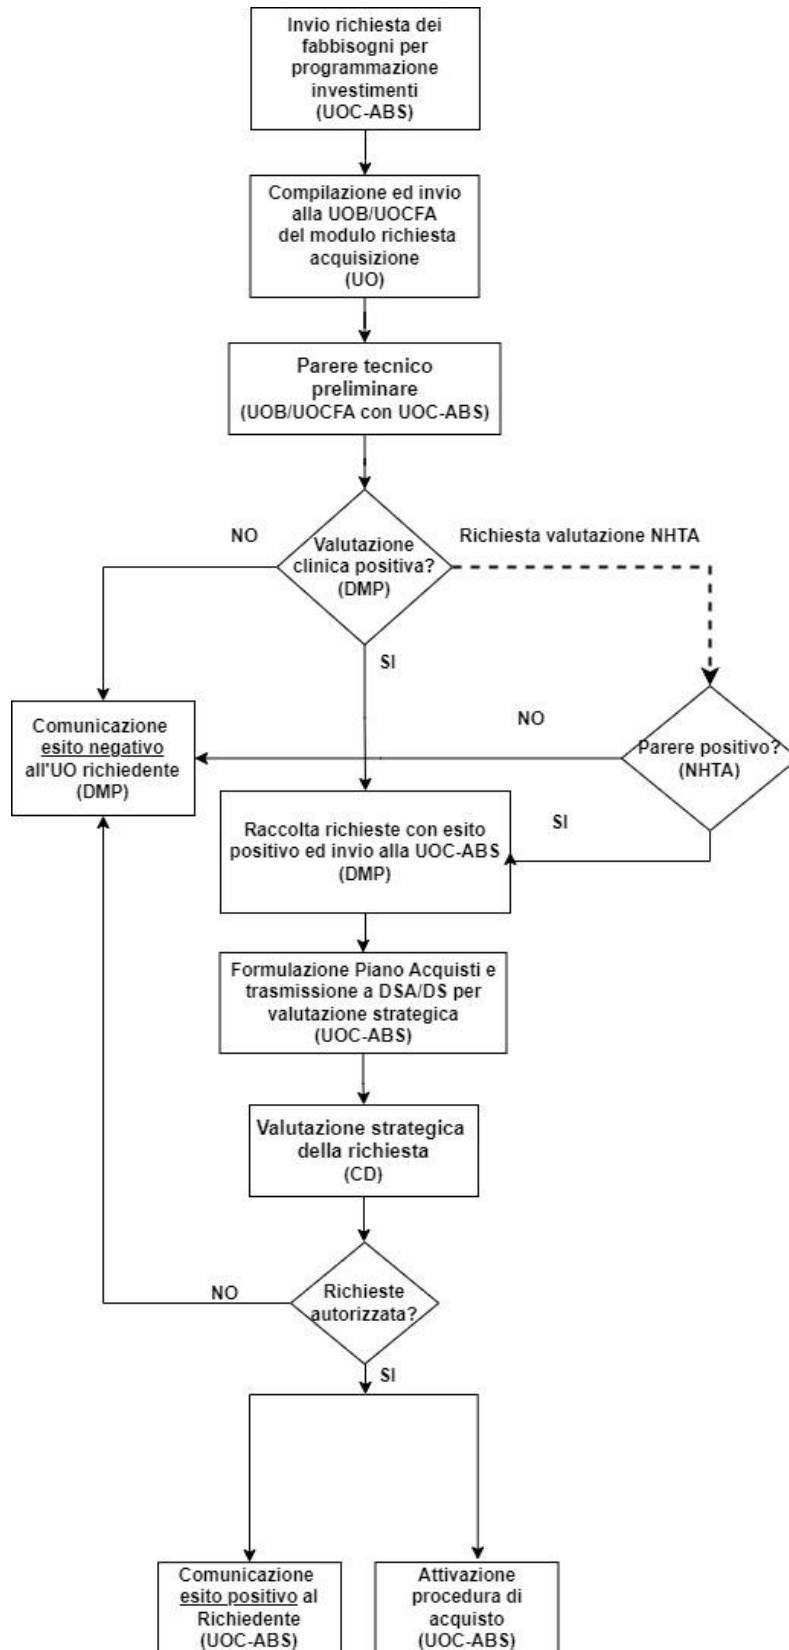 Invio richiesta dei
fabbisogni per
programmazione
investimenti
(UOC-ABS)
Compilazione ed invio
alla UOB/UOCFA
del modulo richiesta
acquisizione
(UO)
Parere tecnico
preliminare
(UOB/UOCFA con UOC-ABS)
NO
Valutazione
clinica positiva?
(DMP)
Richiesta valutazione NHTA
SI
Comunicazione
esito negativo
all'UO richiedente
(DMP)
NO
Parere positivo?
(NHTA)
SI
Raccolta richieste con esito
positivo ed invio alla UOC-ABS
(DMP)
Formulazione Piano Acquisti e
trasmissione a DSA/DS per
valutazione strategica
(UOC-ABS)
Valutazione strategica
della richiesta
(CD)
NO
Richieste
autorizzata?
SI
Comunicazione
esito positivo al
Richiedente
(UOC-ABS)
Attivazione
procedura di
acquisto
(UOC-ABS)